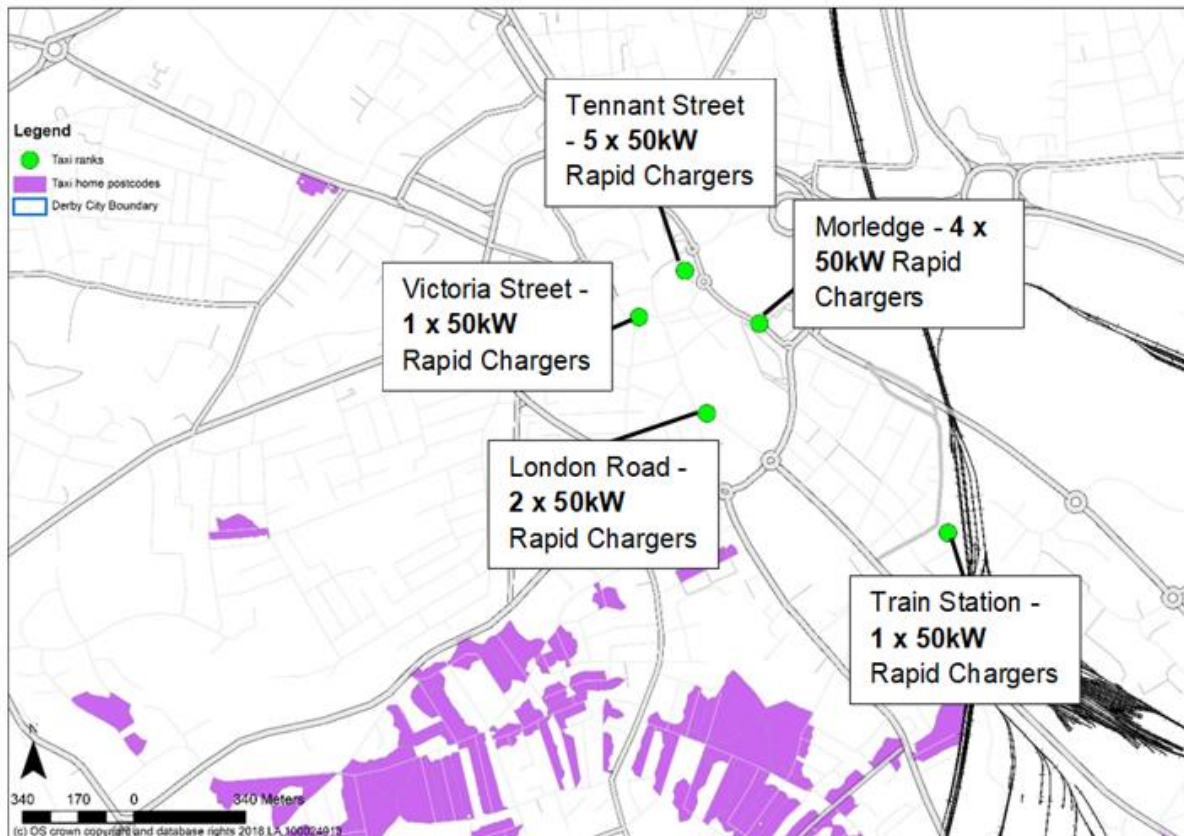 Tennant Street
- 5 x 50kW
Rapid Chargers
Legend
Taxi ranks
Taxi home postcodes
Derby City Boundary
Morledge - 4 x
50kW Rapid
Chargers
Victoria Street -
1 x 50kW
Rapid Chargers
London Road -
2 x 50kW
Rapid Chargers
Train Station -
1 x 50kW
Rapid Chargers
N
340 170 0 340 Meters
(c) OS crown copyright and database rights 2018 LA 100024913